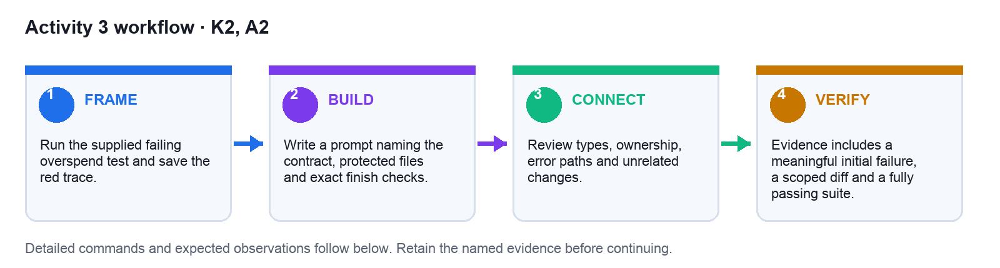 Activity 3 workflow · K2, A2
1
FRAME
Run the supplied failing
overspend test and save the
red trace.
2
BUILD
Write a prompt naming the
contract, protected files
and exact finish checks.
3
CONNECT
Review types, ownership,
error paths and unrelated
changes.
4
VERIFY
Evidence includes a
meaningful initial failure,
a scoped diff and a fully
passing suite.
Detailed commands and expected observations follow below. Retain the named evidence before continuing.